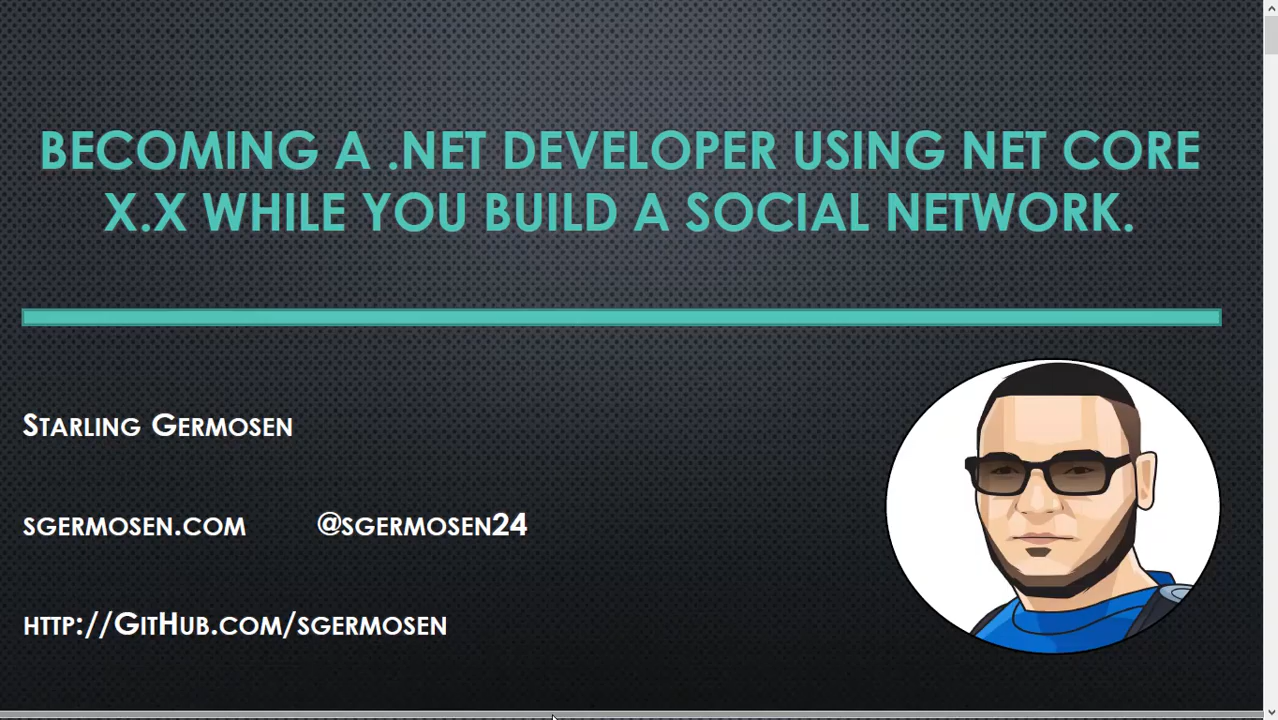 BECOMING A .NET DEVELOPER USING NET CORE
X.X WHILE YOU BUILD A SOCIAL NETWORK.
STARLING GERMOSEN
SGERMOSEN.COM @SGERMOSEN24
HTTP://GITHUB.COM/SGERMOSEN